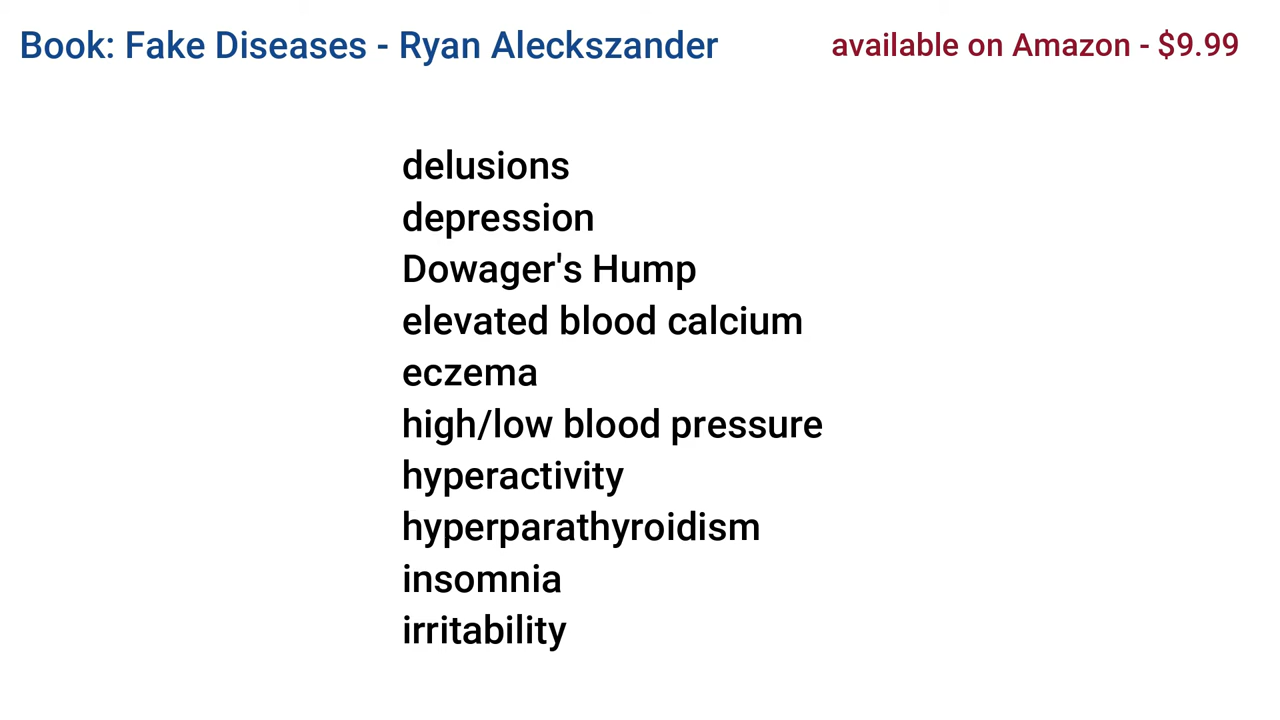 Book: Fake Diseases - Ryan Aleckszander
available on Amazon - $9.99
delusions
depression
Dowager's Hump
elevated blood calcium
eczema
high/low blood pressure
hyperactivity
hyperparathyroidism
insomnia
irritability